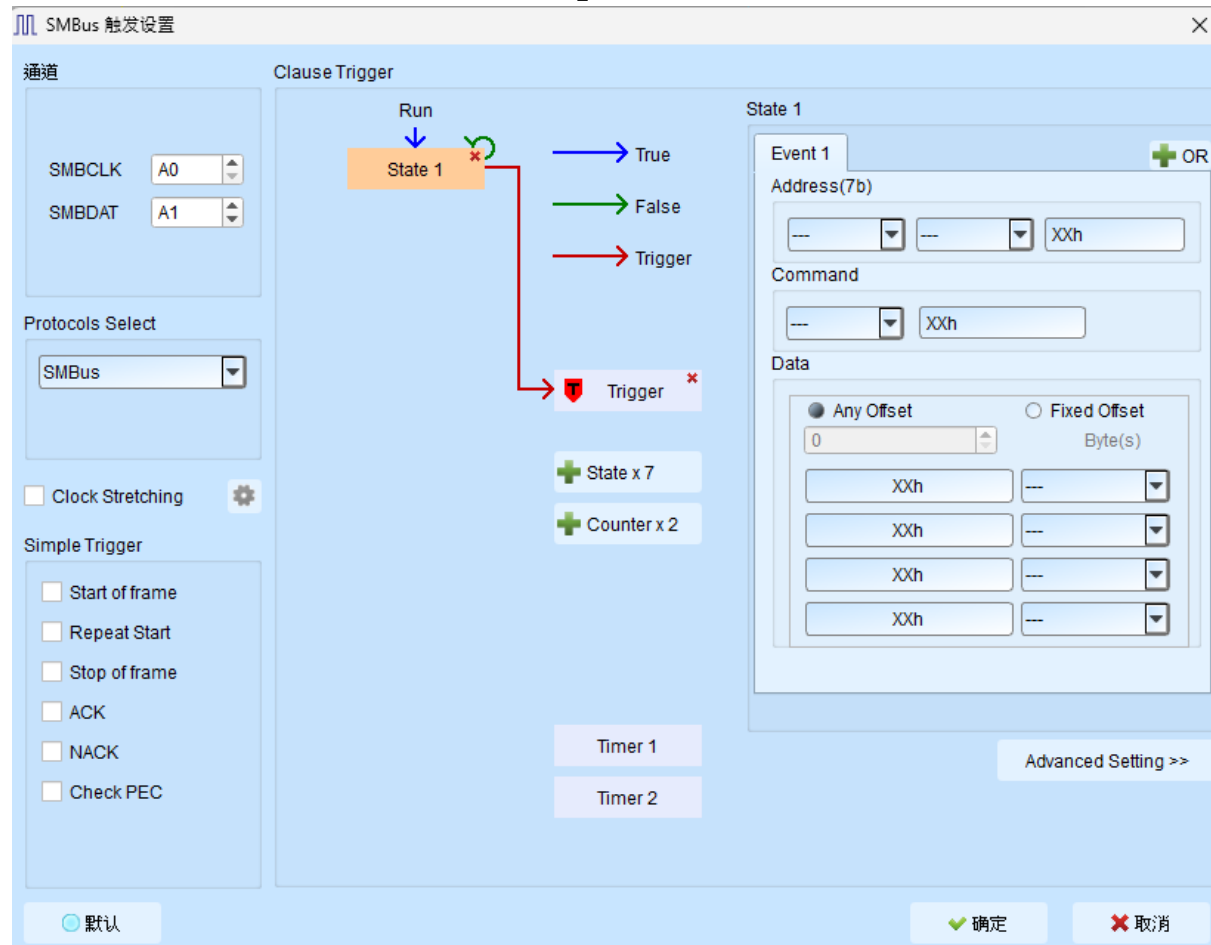 SMBus 触发设置
通道
SMBCLK A0
SMBDAT A1
Protocols Select
SMBus
Clock Stretching
Simple Trigger
Start of frame
Repeat Start
Stop of frame
ACK
NACK
Check PEC
Clause Trigger
Run
State 1
True
False
Trigger
T Trigger
State x 7
Counter x 2
Timer 1
Timer 2
State 1
Event 1
OR
Address(7b)
--- --- XXh
Command
--- XXh
Data
Any Offset Fixed Offset
0 Byte(s)
XXh ---
XXh ---
XXh ---
XXh ---
Advanced Setting >>
默认 确定 取消